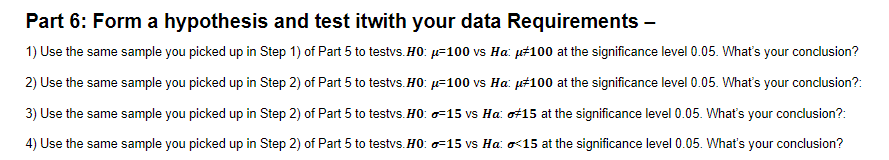 Part 6: Form a hypothesis and test itwith your data Requirements –
1) Use the same sample you picked up in Step 1) of Part 5 to testvs.H0: μ=100 vs Ha: μ≠100 at the significance level 0.05. What's your conclusion?
2) Use the same sample you picked up in Step 2) of Part 5 to testvs.H0: μ=100 vs Ha: μ≠100 at the significance level 0.05. What's your conclusion?:
3) Use the same sample you picked up in Step 2) of Part 5 to testvs.H0: σ=15 vs Ha: σ≠15 at the significance level 0.05. What's your conclusion?:
4) Use the same sample you picked up in Step 2) of Part 5 to testvs.H0: σ=15 vs Ha: σ<15 at the significance level 0.05. What's your conclusion?